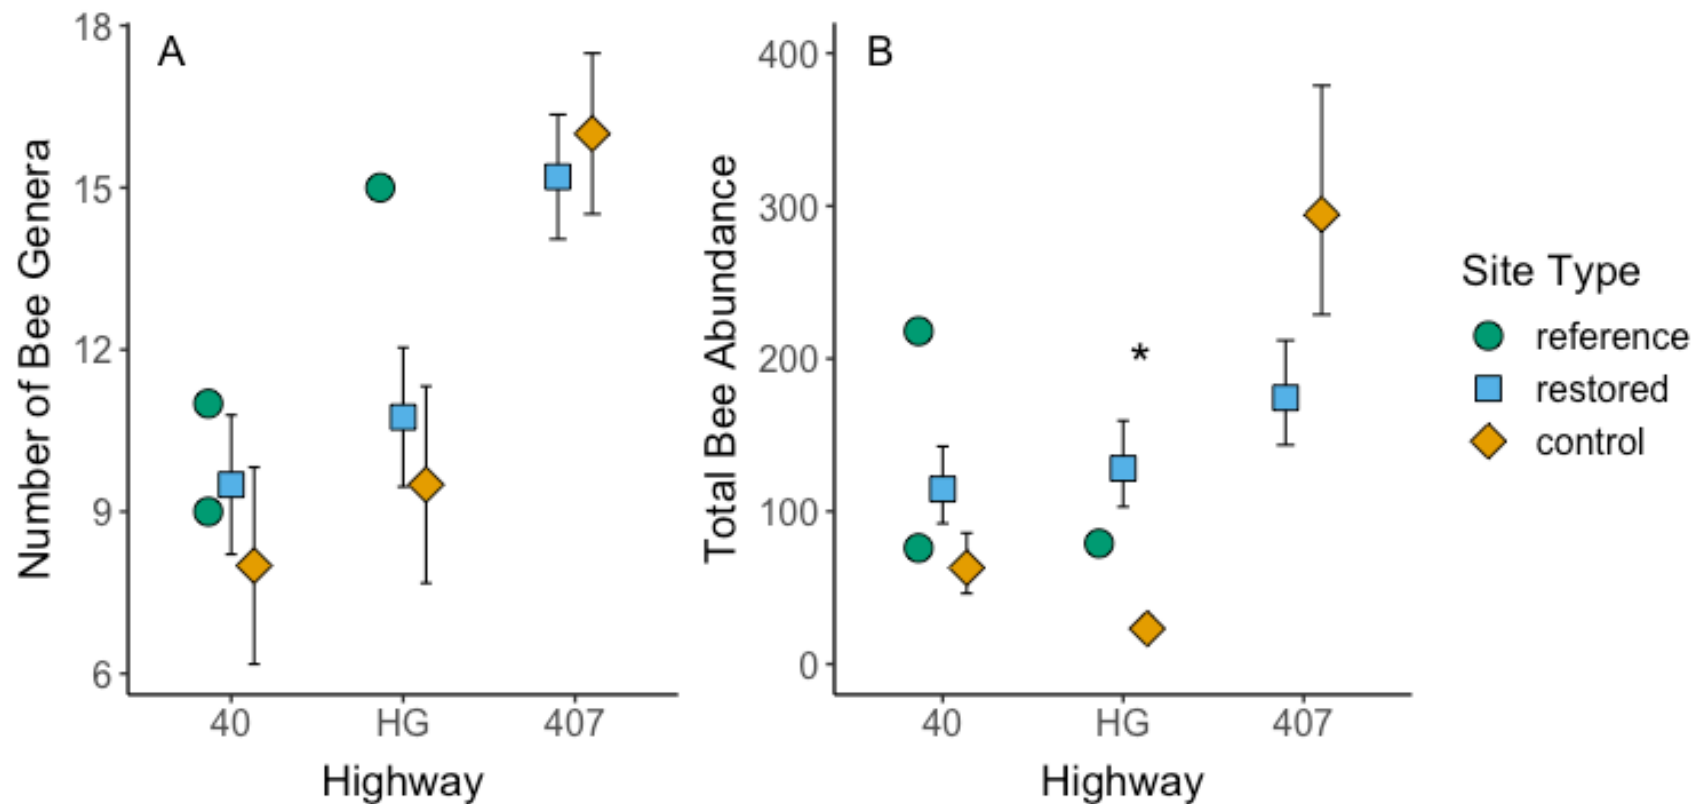 A
Number of Bee Genera
18
15
12
9
6
40 HG 407
Highway
B
Total Bee Abundance
400
300
200
100
0
*
40 HG 407
Highway
Site Type
reference
restored
control